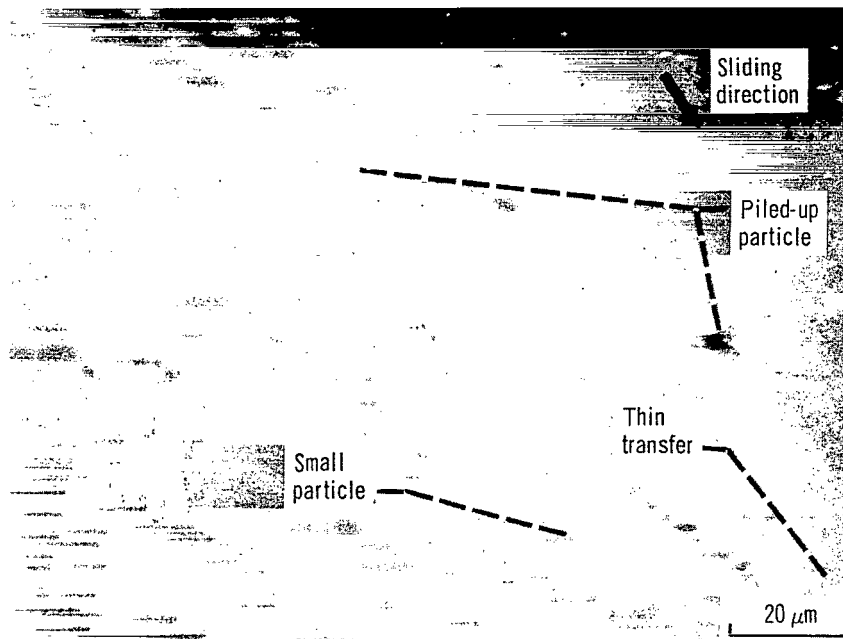 Sliding
direction
Piled-up
particle
Thin
transfer
Small
particle
20 μm